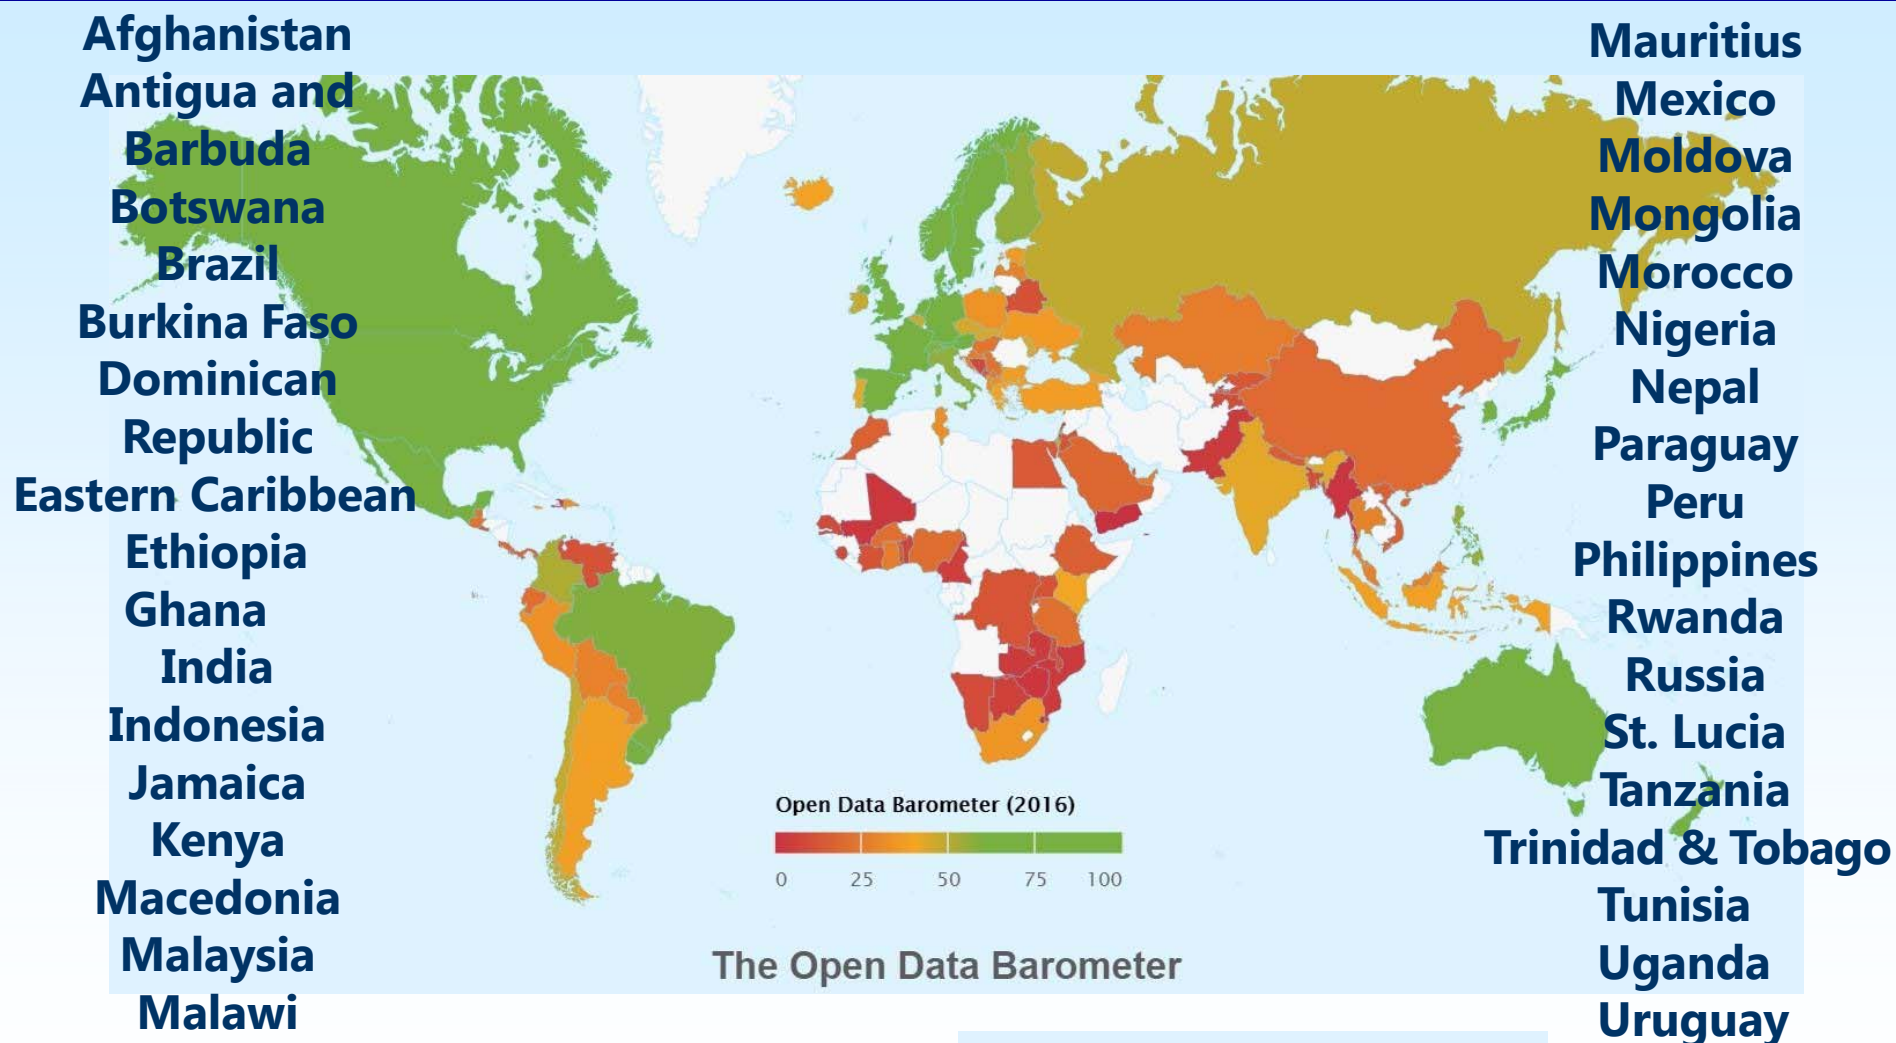 Afghanistan
Antigua and
Barbuda
Botswana
Brazil
Burkina Faso
Dominican
Republic
Eastern Caribbean
Ethiopia
Ghana
India
Indonesia
Jamaica
Kenya
Macedonia
Malaysia
Malawi
Open Data Barometer (2016)
0 25 50 75 100
The Open Data Barometer
Mauritius
Mexico
Moldova
Mongolia
Morocco
Nigeria
Nepal
Paraguay
Peru
Philippines
Rwanda
Russia
St. Lucia
Tanzania
Trinidad & Tobago
Tunisia
Uganda
Uruguay